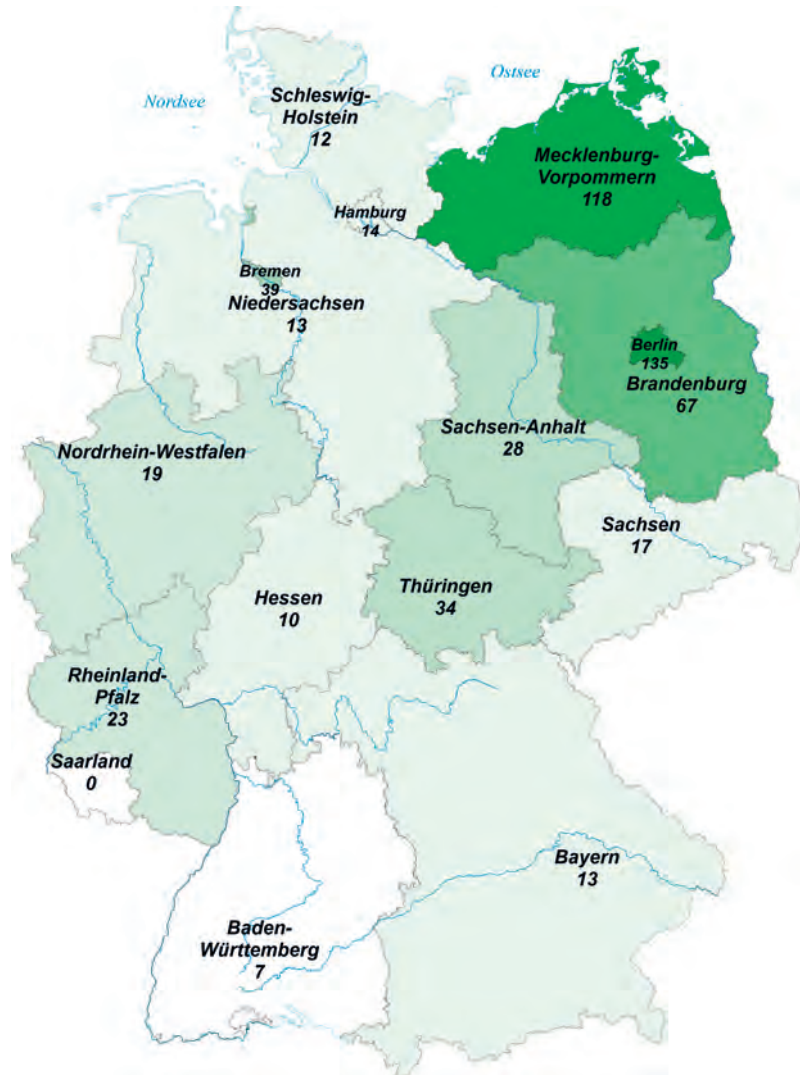 Nordsee
Ostsee
Schleswig-
Holstein
12
Mecklenburg-
Vorpommern
118
Hamburg
14
Bremen
39
Niedersachsen
13
Berlin
135
Brandenburg
67
Nordrhein-Westfalen
19
Sachsen-Anhalt
28
Sachsen
17
Hessen
10
Thüringen
34
Rheinland-
Pfalz
23
Saarland
0
Bayern
13
Baden-
Württemberg
7